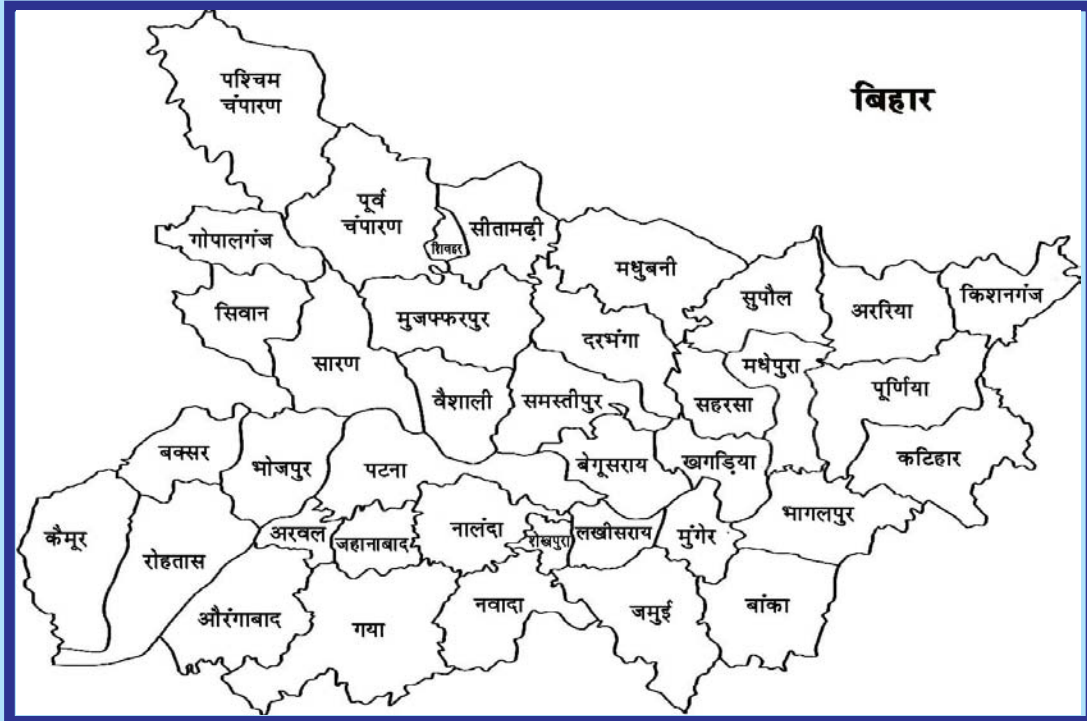 बिहार
पश्चिम
चंपारण
पूर्व
चंपारण
शिवहर
सीतामढ़ी
गोपालगंज
मधुबनी
सिवान
सुपौल
अररिया
किशनगंज
मुजफ्फरपुर
दरभंगा
सारण
मधेपुरा
पूर्णिया
वैशाली
समस्तीपुर
सहरसा
बक्सर
भोजपुर
पटना
बेगूसराय
खगड़िया
कटिहार
भागलपुर
कैमूर
रोहतास
अरवल
जहानाबाद
नालंदा
शेखपुरा
लखीसराय
मुंगेर
औरंगाबाद
गया
नवादा
जमुई
बांका